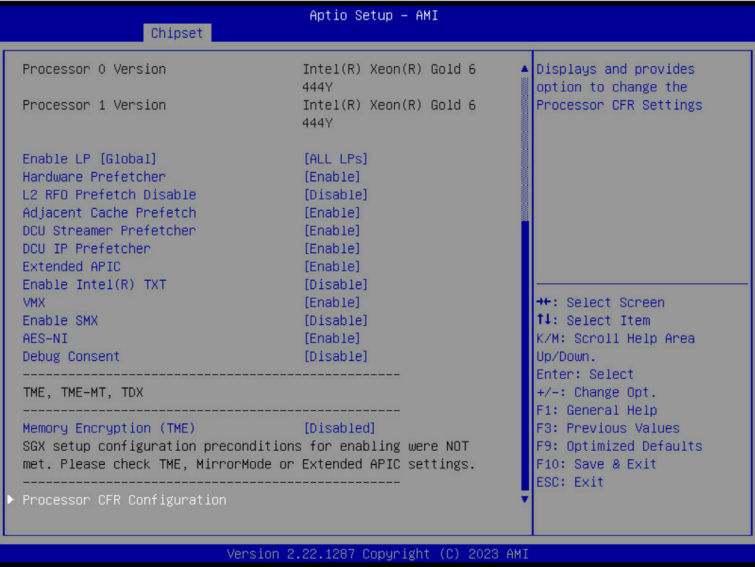 Aptio Setup – AMI
Chipset
Processor 0 Version Intel(R) Xeon(R) Gold 6
444Y
Processor 1 Version Intel(R) Xeon(R) Gold 6
444Y
Enable LP [Global] [ALL LPs]
Hardware Prefetcher [Enable]
L2 RFO Prefetch Disable [Disable]
Adjacent Cache Prefetch [Enable]
DCU Streamer Prefetcher [Enable]
DCU IP Prefetcher [Enable]
Extended APIC [Enable]
Enable Intel(R) TXT [Disable]
VMX [Enable]
Enable SMX [Disable]
AES-NI [Enable]
Debug Consent [Disable]
--------------------------------------------------
TME, TME-MT, TDX
--------------------------------------------------
Memory Encryption (TME) [Disabled]
SGX setup configuration preconditions for enabling were NOT
met. Please check TME, MirrorMode or Extended APIC settings.
--------------------------------------------------
Processor CFR Configuration
Displays and provides
option to change the
Processor CFR Settings
→←: Select Screen
↑↓: Select Item
K/M: Scroll Help Area
Up/Down.
Enter: Select
+/-: Change Opt.
F1: General Help
F3: Previous Values
F9: Optimized Defaults
F10: Save & Exit
ESC: Exit
Version 2.22.1287 Copyright (C) 2023 AMI